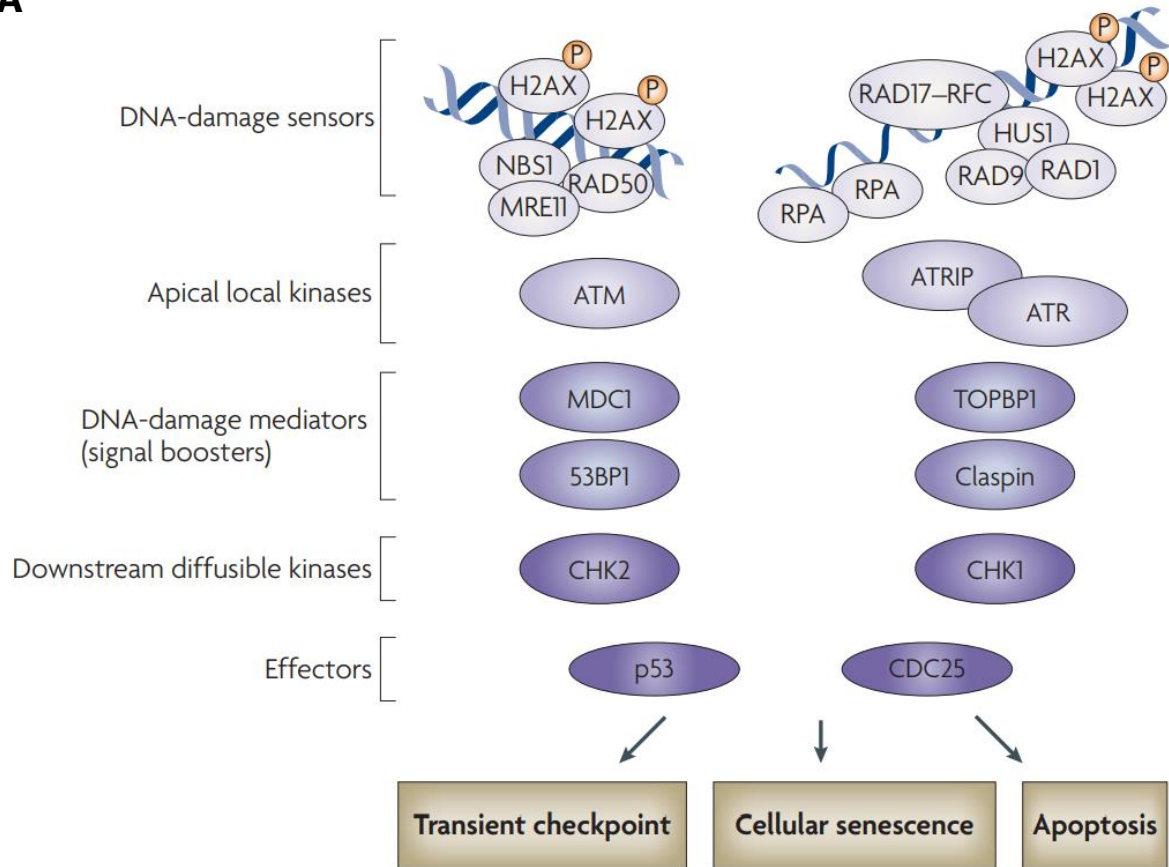 A
DNA-damage sensors
P
H2AX
P
H2AX
NBS1
RAD50
MRE11
P
H2AX
P
H2AX
RAD17–RFC
HUS1
RAD9
RAD1
RPA
RPA
Apical local kinases
ATM
ATRIP
ATR
DNA-damage mediators
(signal boosters)
MDC1
TOPBP1
53BP1
Claspin
Downstream diffusible kinases
CHK2
CHK1
Effectors
p53
CDC25
Transient checkpoint
Cellular senescence
Apoptosis